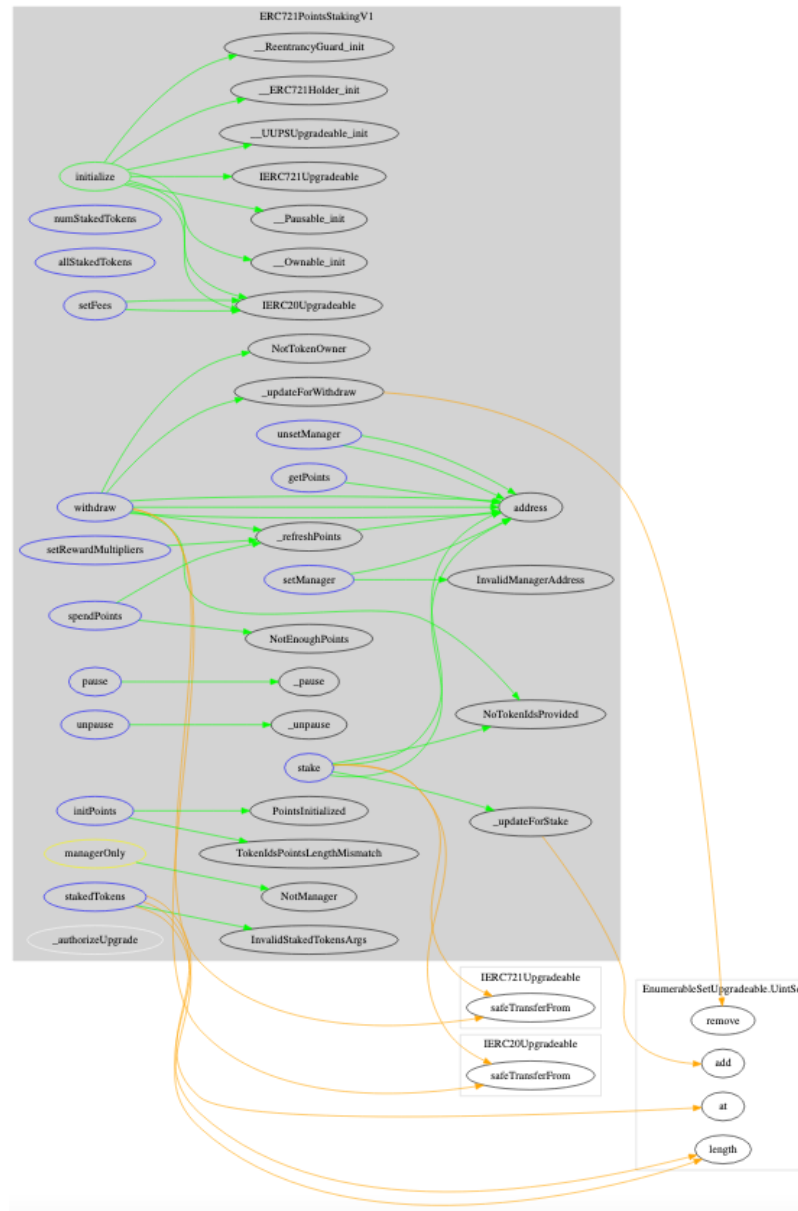 ERC721PointsStakingV1
__ReentrancyGuard_init
__ERC721Holder_init
__UUPSUpgradeable_init
initialize
IERC721Upgradeable
numStakedTokens
__Pausable_init
allStakedTokens
__Ownable_init
setFees
IERC20Upgradeable
NotTokenOwner
_updateForWithdraw
unsetManager
getPoints
withdraw
address
_refreshPoints
setRewardMultipliers
setManager
InvalidManagerAddress
spendPoints
NotEnoughPoints
pause
_pause
NoTokenIdsProvided
unpause
_unpause
stake
initPoints
PointsInitialized
_updateForStake
managerOnly
TokenIdsPointsLengthMismatch
stakedTokens
NotManager
_authorizeUpgrade
InvalidStakedTokensArgs
IERC721Upgradeable
safeTransferFrom
EnumerableSetUpgradeable.UintSe
remove
IERC20Upgradeable
safeTransferFrom
add
at
length